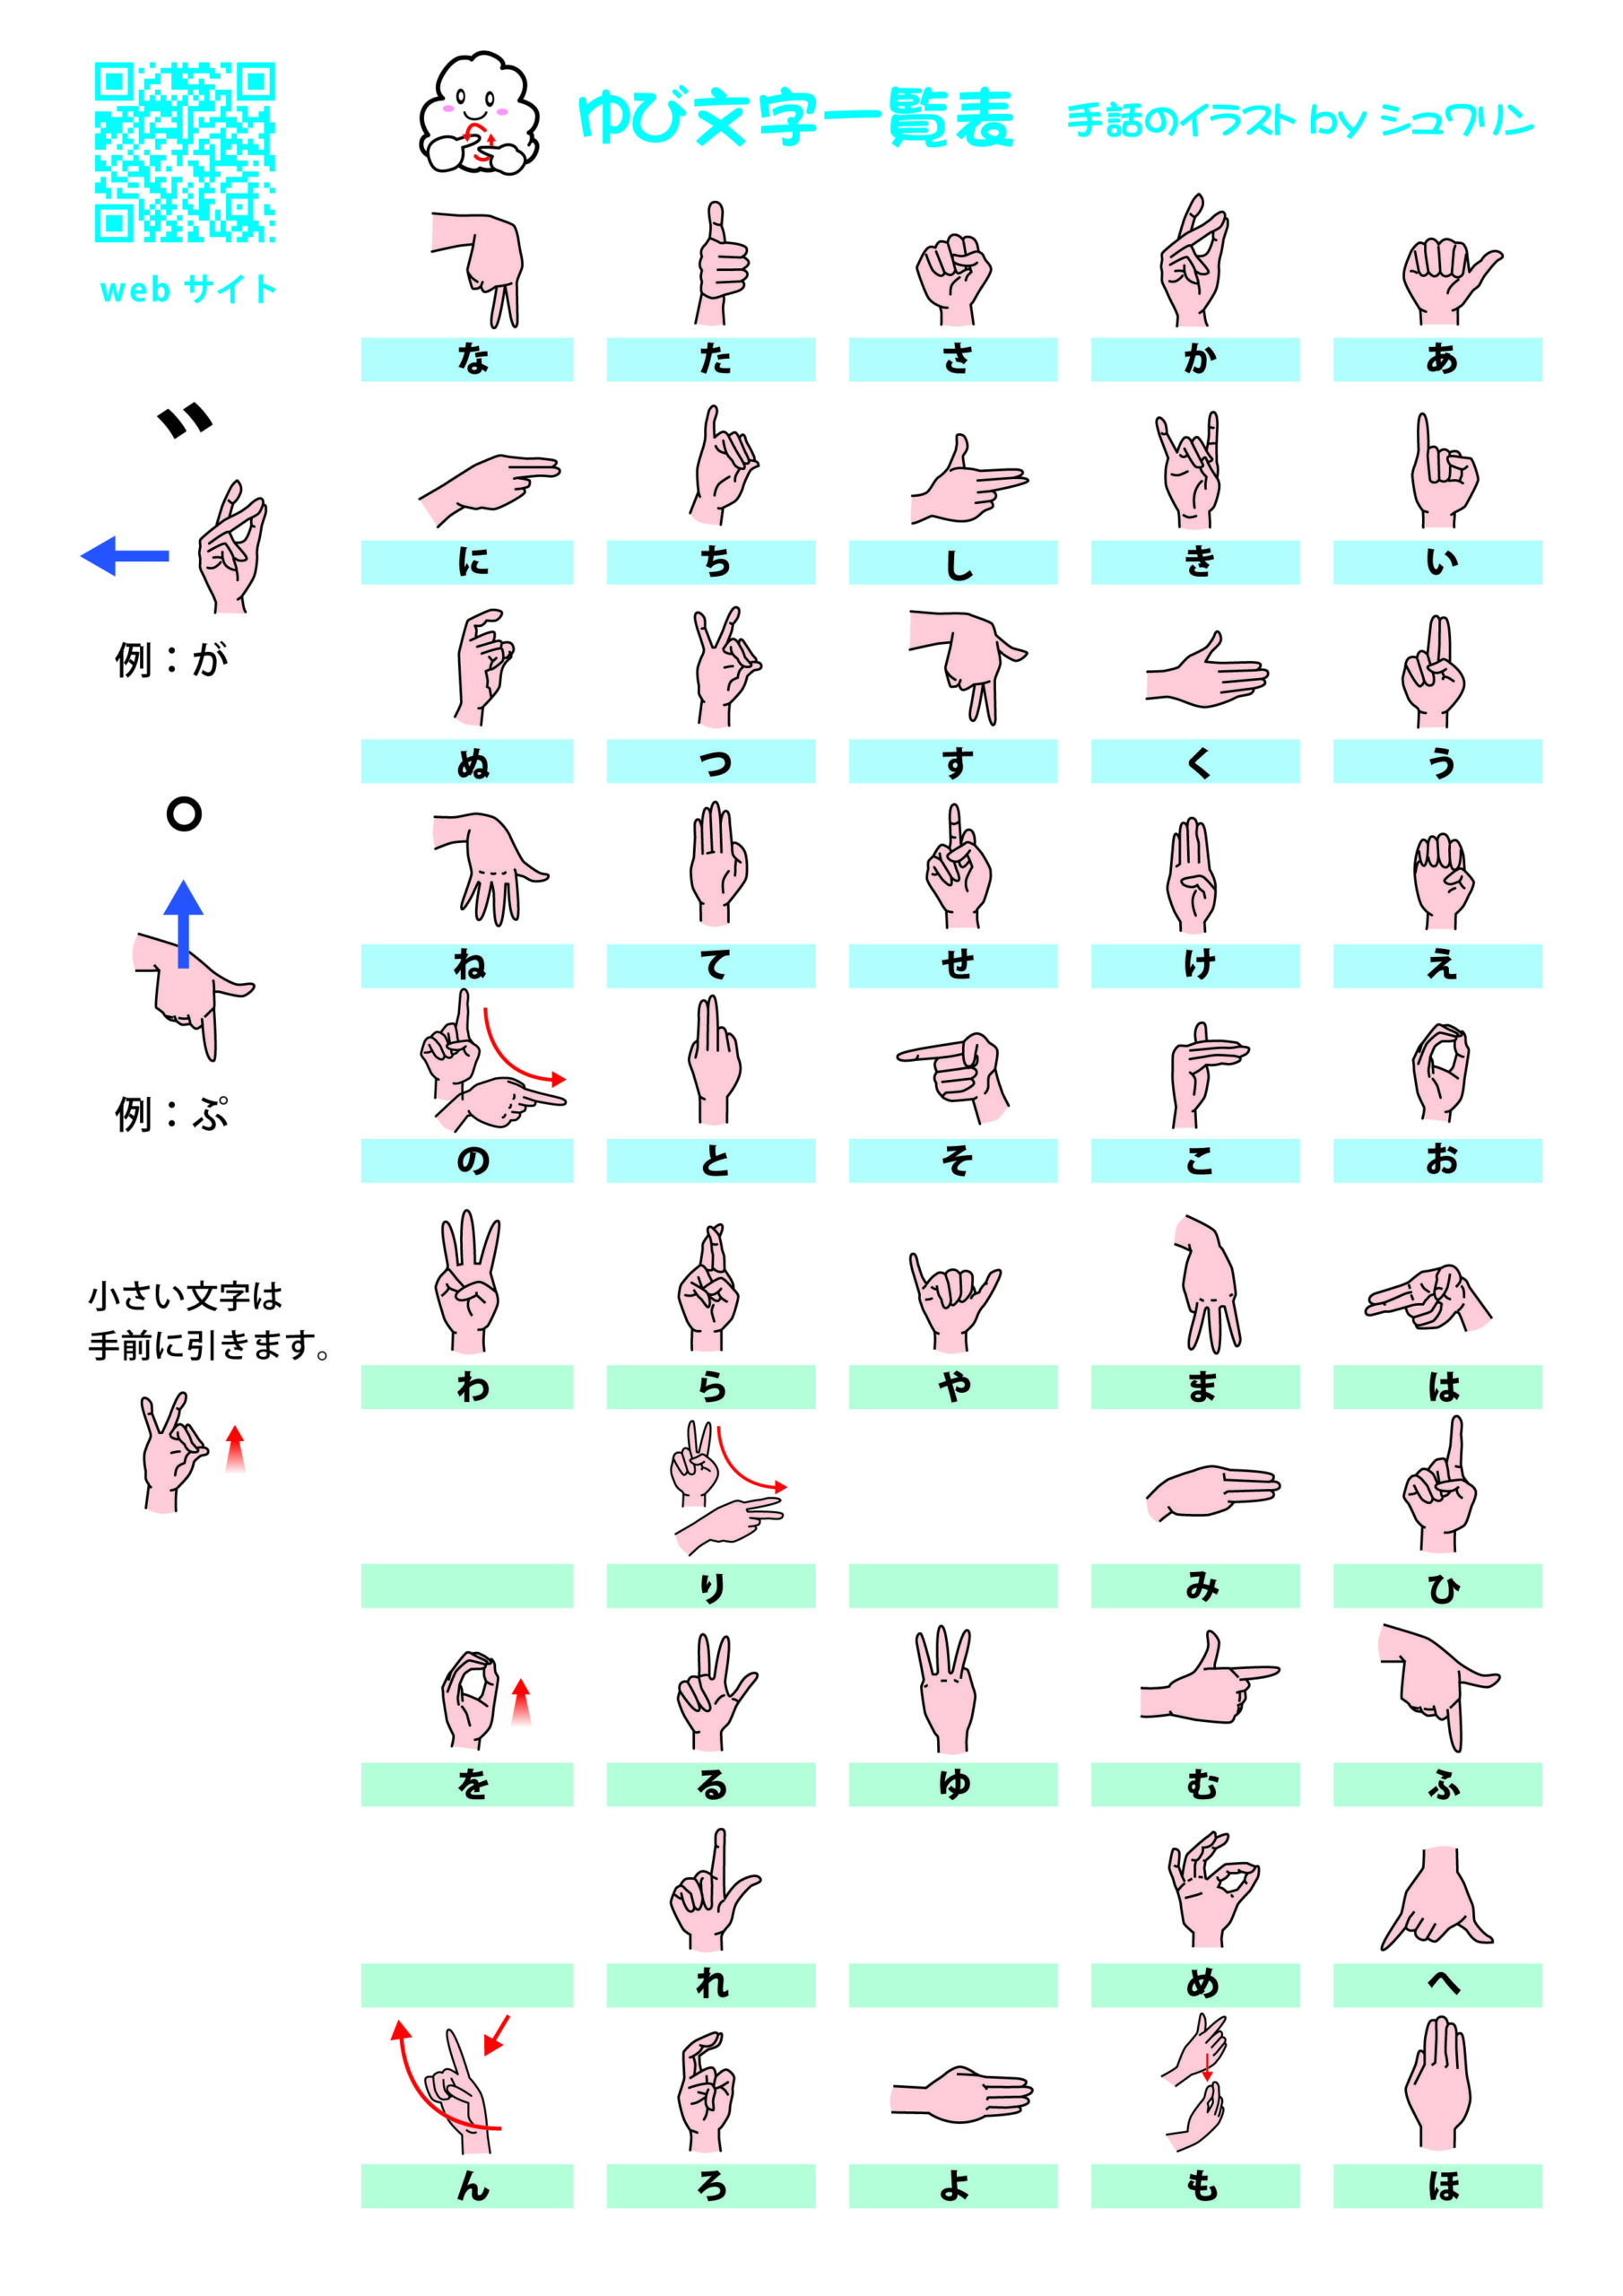 ゆび文字一覧表 手話のイラスト by シュワリン
web サイト
な た さ か あ
に ち し き い
ぬ つ す く う
ね て せ け え
の と そ こ お
わ ら や ま は
り み ひ
を る ゆ む ふ
れ め へ
ん ろ よ も ほ
゛
例：が
゜
例：ぷ
小さい文字は
手前に引きます。